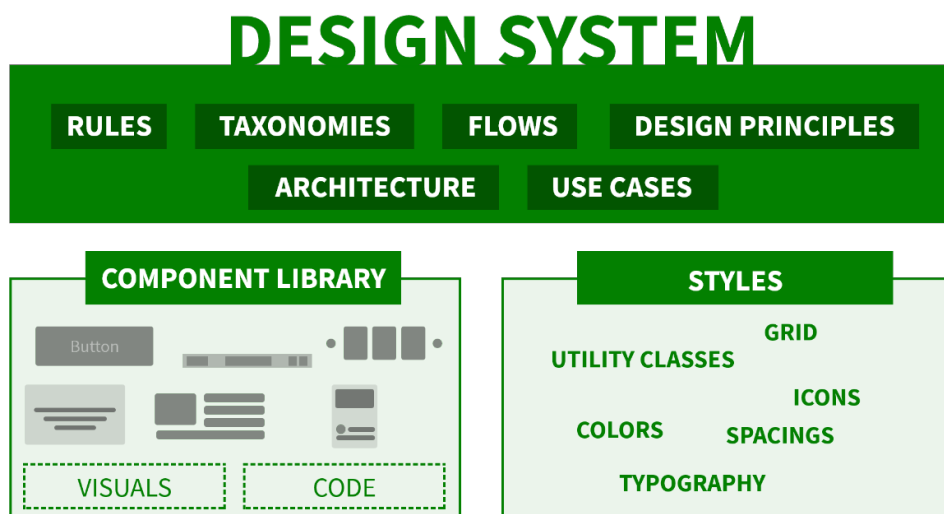 DESIGN SYSTEM
RULES TAXONOMIES FLOWS DESIGN PRINCIPLES
ARCHITECTURE USE CASES
COMPONENT LIBRARY
Button
VISUALS CODE
STYLES
GRID
UTILITY CLASSES
ICONS
COLORS
SPACINGS
TYPOGRAPHY